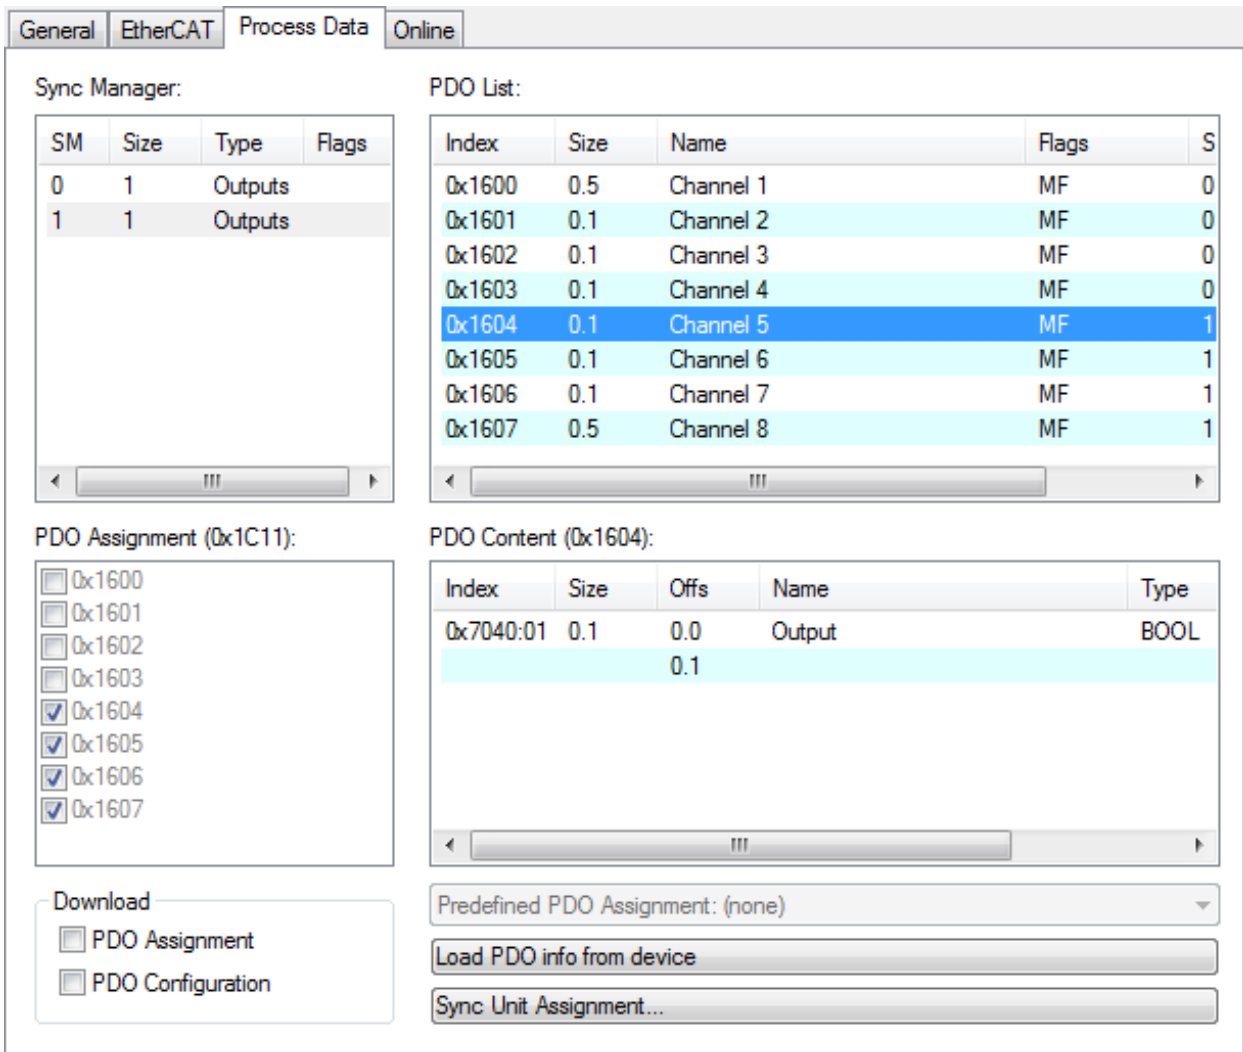 General EtherCAT Process Data Online
Sync Manager:
SM Size Type Flags
0 1 Outputs
1 1 Outputs
PDO List:
Index Size Name Flags S
0x1600 0.5 Channel 1 MF 0
0x1601 0.1 Channel 2 MF 0
0x1602 0.1 Channel 3 MF 0
0x1603 0.1 Channel 4 MF 0
0x1604 0.1 Channel 5 MF 1
0x1605 0.1 Channel 6 MF 1
0x1606 0.1 Channel 7 MF 1
0x1607 0.5 Channel 8 MF 1
PDO Assignment (0x1C11):
0x1600
0x1601
0x1602
0x1603
0x1604
0x1605
0x1606
0x1607
PDO Content (0x1604):
Index Size Offs Name Type
0x7040:01 0.1 0.0 Output BOOL
0.1
Download
PDO Assignment
PDO Configuration
Predefined PDO Assignment: (none)
Load PDO info from device
Sync Unit Assignment...